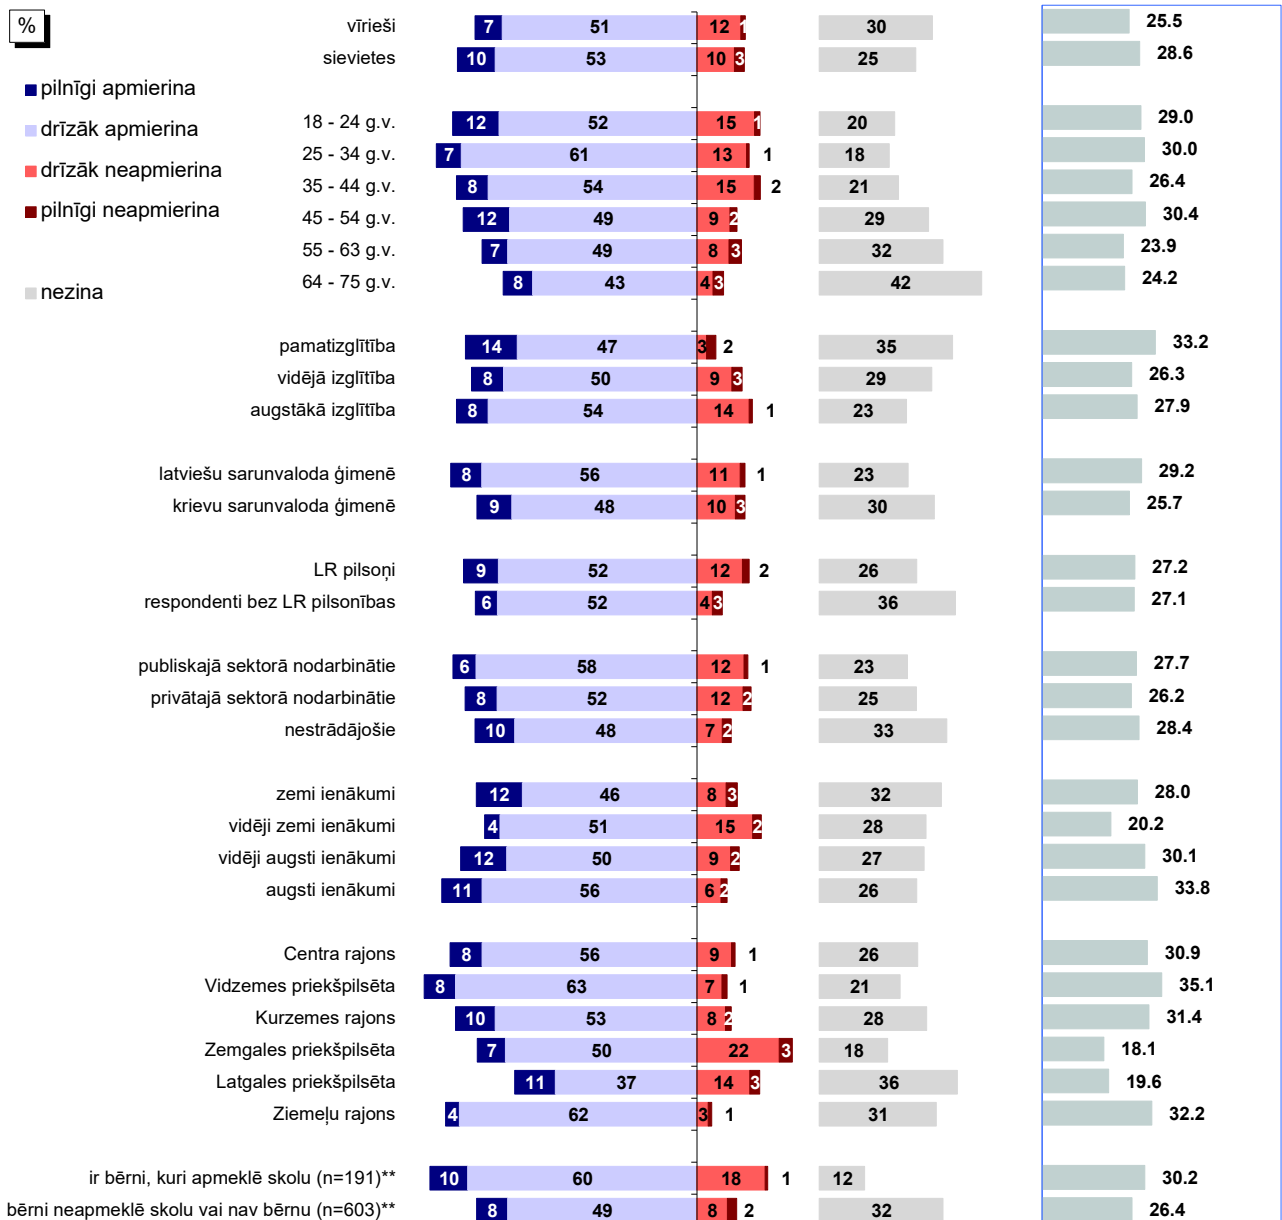 %
pilnīgi apmierina
drīzāk apmierina
drīzāk neapmierina
pilnīgi neapmierina
nezina
vīrieši 7 51 12 1 30 25.5
sievietes 10 53 10 3 25 28.6
18 - 24 g.v. 12 52 15 1 20 29.0
25 - 34 g.v. 7 61 13 1 18 30.0
35 - 44 g.v. 8 54 15 2 21 26.4
45 - 54 g.v. 12 49 9 2 29 30.4
55 - 63 g.v. 7 49 8 3 32 23.9
64 - 75 g.v. 8 43 4 3 42 24.2
pamatizglītība 14 47 3 2 35 33.2
vidējā izglītība 8 50 9 3 29 26.3
augstākā izglītība 8 54 14 1 23 27.9
latviešu sarunvaloda ģimenē 8 56 11 1 23 29.2
krievu sarunvaloda ģimenē 9 48 10 3 30 25.7
LR pilsoņi 9 52 12 2 26 27.2
respondenti bez LR pilsonības 6 52 4 3 36 27.1
publiskajā sektorā nodarbinātie 6 58 12 1 23 27.7
privātajā sektorā nodarbinātie 8 52 12 2 25 26.2
nestrādājošie 10 48 7 2 33 28.4
zemi ienākumi 12 46 8 3 32 28.0
vidēji zemi ienākumi 4 51 15 2 28 20.2
vidēji augsti ienākumi 12 50 9 2 27 30.1
augsti ienākumi 11 56 6 2 26 33.8
Centra rajons 8 56 9 1 26 30.9
Vidzemes priekšpilsēta 8 63 7 1 21 35.1
Kurzemes rajons 10 53 8 2 28 31.4
Zemgales priekšpilsēta 7 50 22 3 18 18.1
Latgales priekšpilsēta 11 37 14 3 36 19.6
Ziemeļu rajons 4 62 3 1 31 32.2
ir bērni, kuri apmeklē skolu (n=191)** 10 60 18 1 12 30.2
bērni neapmeklē skolu vai nav bērnu (n=603)** 8 49 8 2 32 26.4